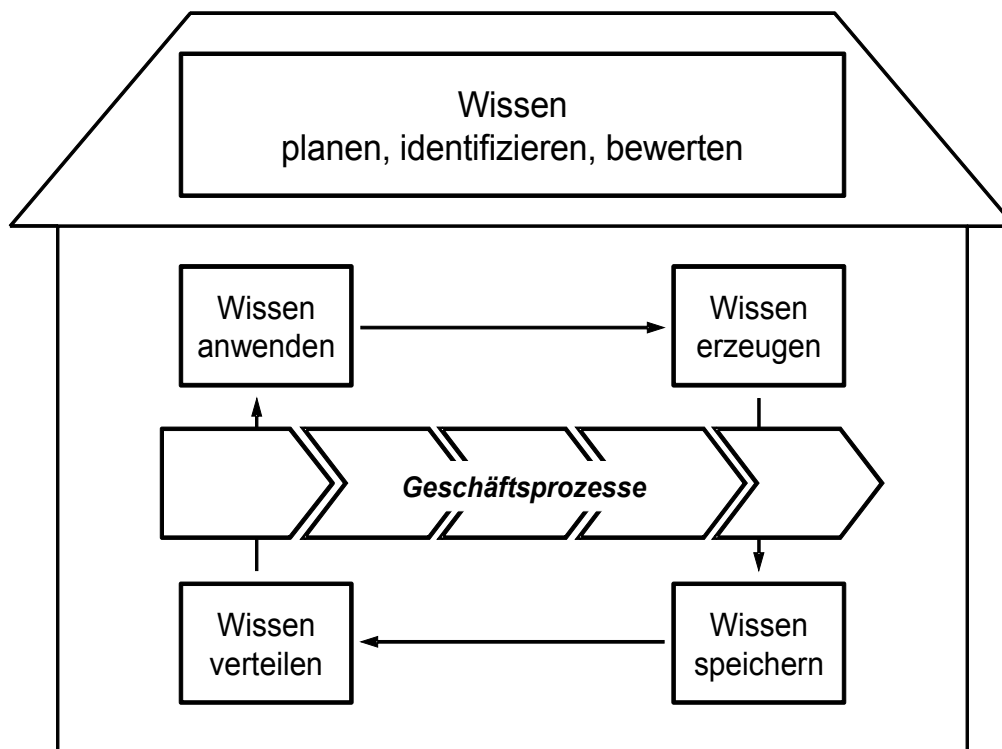 Wissen
planen, identifizieren, bewerten
Wissen
anwenden
Wissen
erzeugen
Geschäftsprozesse
Wissen
verteilen
Wissen
speichern